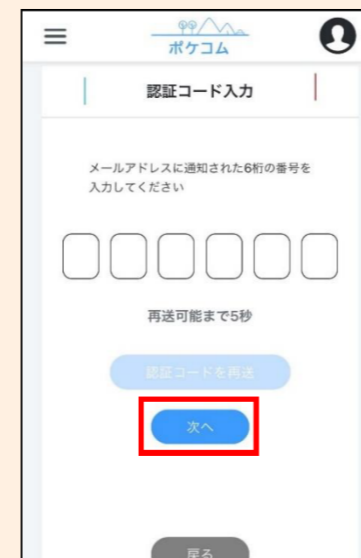 ポケコム
認証コード入力
メールアドレスに通知された6桁の番号を
入力してください
再送可能まで5秒
認証コードを再送
次へ
戻る